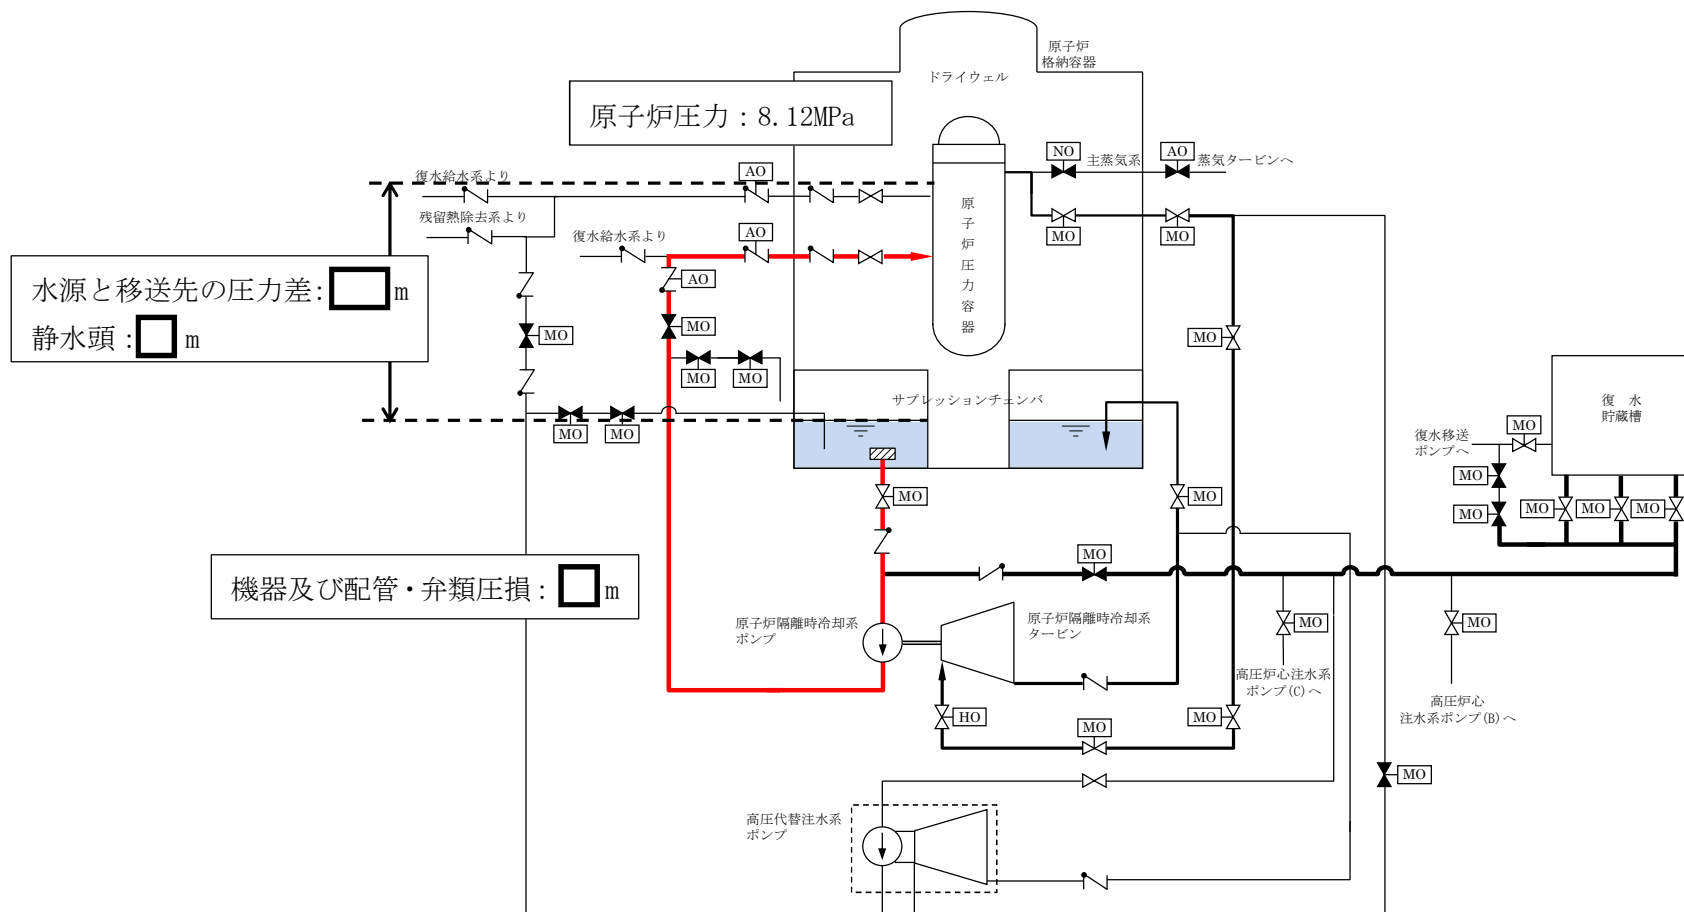 原子炉
格納容器
ドライウェル
原子炉圧力：8.12MPa
NO
主蒸気系
AO
蒸気タービンへ
復水給水系より
AO
原子炉圧力容器
残留熱除去系より
復水給水系より
AO
MO
MO
AO
水源と移送先の圧力差: m
静水頭： m
MO
MO
MO
MO
MO
サプレッションチェンバ
復 水
貯蔵槽
MO
MO
MO
復水移送
ポンプへ
MO
MO
MO
MO
MO
MO
MO
MO
機器及び配管・弁類圧損： m
MO
原子炉隔離時冷却系
ポンプ
原子炉隔離時冷却系
タービン
MO
MO
高圧炉心注水系
ポンプ(C)へ
高圧炉心
注水系ポンプ(B)へ
HO
MO
MO
MO
高圧代替注水系
ポンプ